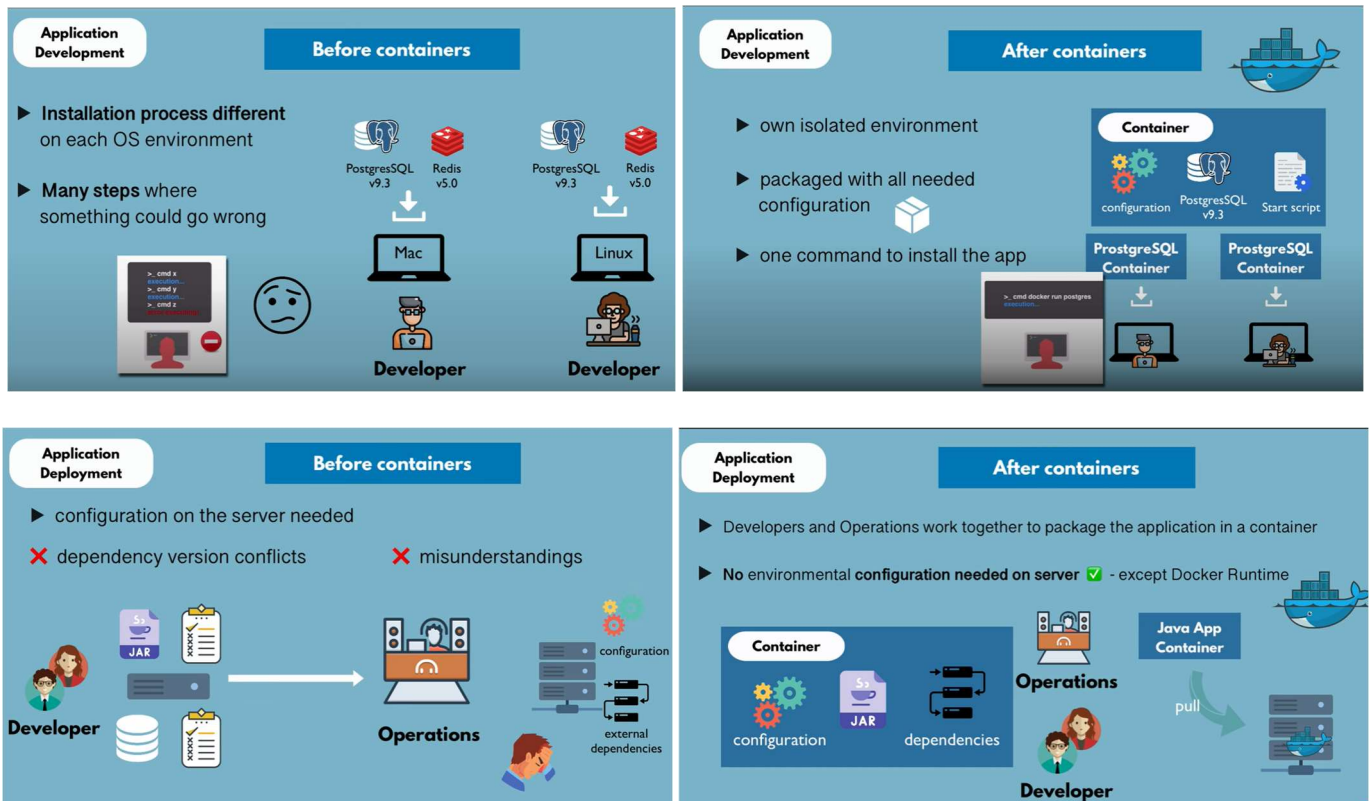 Application
Development
Before containers
▶ Installation process different
on each OS environment
▶ Many steps where
something could go wrong
PostgresSQL
v9.3
Redis
v5.0
PostgresSQL
v9.3
Redis
v5.0
Mac
Linux
>_ cmd x
execution...
>_ cmd y
execution...
>_ cmd z
Developer
Developer
Application
Development
After containers
▶ own isolated environment
▶ packaged with all needed
configuration
▶ one command to install the app
Container
configuration
PostgresSQL
v9.3
Start script
ProstgreSQL
Container
ProstgreSQL
Container
>_ cmd docker run postgres
execution...
Application
Deployment
Before containers
▶ configuration on the server needed
❌ dependency version conflicts
❌ misunderstandings
JAR
Developer
Operations
configuration
external
dependencies
Application
Deployment
After containers
▶ Developers and Operations work together to package the application in a container
▶ No environmental configuration needed on server ✅ - except Docker Runtime
Container
configuration
JAR
dependencies
Operations
Developer
Java App
Container
pull